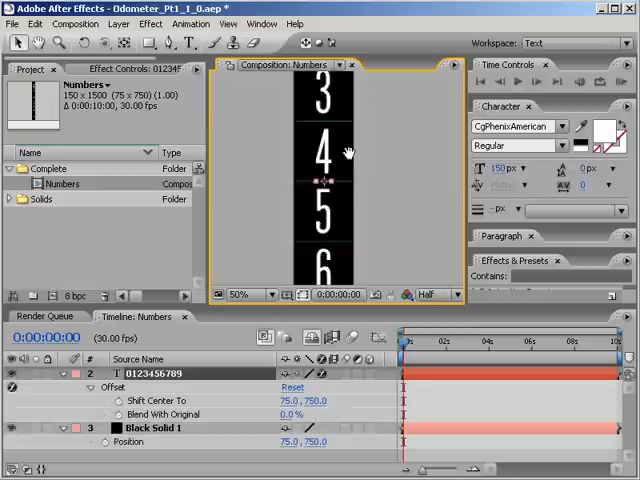 Adobe After Effects - Odometer_Pt1_1_0.aep *
File Edit Composition Layer Effect Animation View Window Help
Workspace: Text
Project Effect Controls: 012345
Numbers
150 x 1500 (75 x 750) (1.00)
Δ 0:00:10:00, 30.00 fps
Name Type
Complete Folder
Numbers Compos
Solids Folder
8 bpc
Composition: Numbers
3
4
5
6
50% 0:00:00:00 Half
Time Controls
Character
CgPhenixAmerican
Regular
150 px 0 px
Metrics 0
- px
Paragraph
Effects & Presets
Contains:
Render Queue Timeline: Numbers
0:00:00:00 (30.00 fps)
0s 02s 04s 06s 08s 10s
# Source Name
2 T 0123456789
Offset Reset
Shift Center To 75.0, 750.0
Blend With Original 0.0 %
3 Black Solid 1
Position 75.0, 750.0